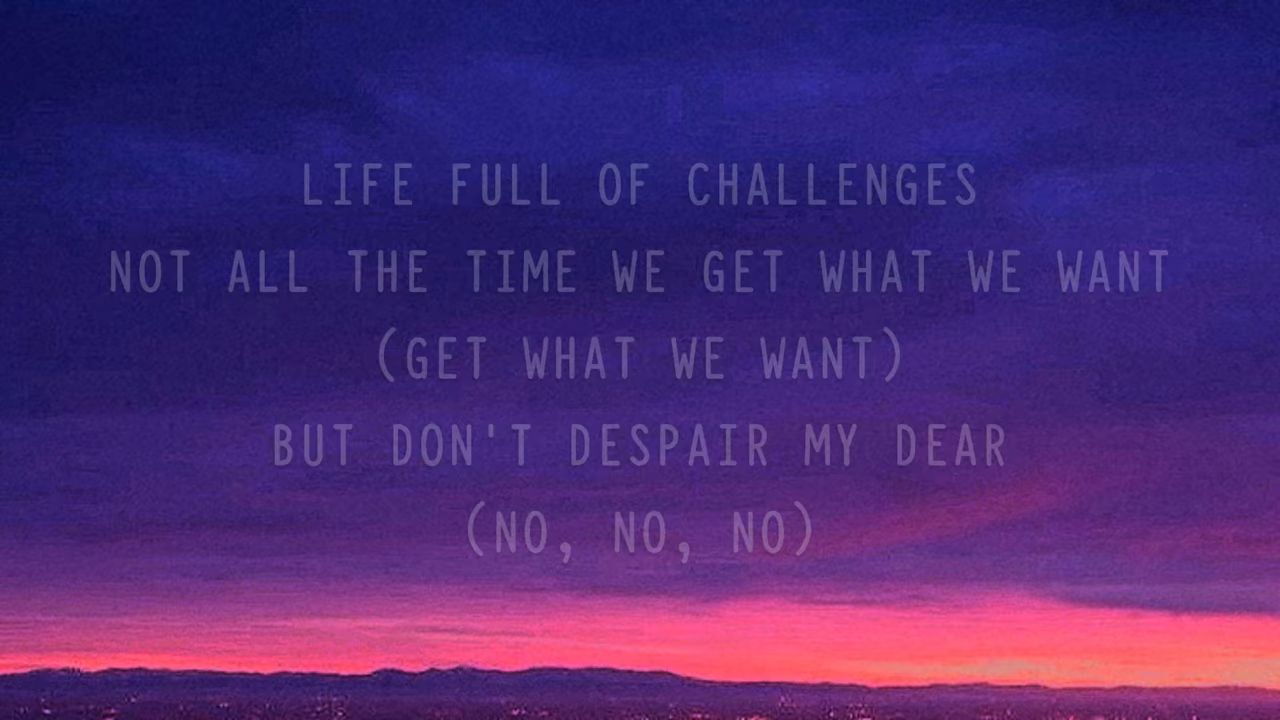 LIFE FULL OF CHALLENGES
NOT ALL THE TIME WE GET WHAT WE WANT
(GET WHAT WE WANT)
BUT DON'T DESPAIR MY DEAR
(NO, NO, NO)